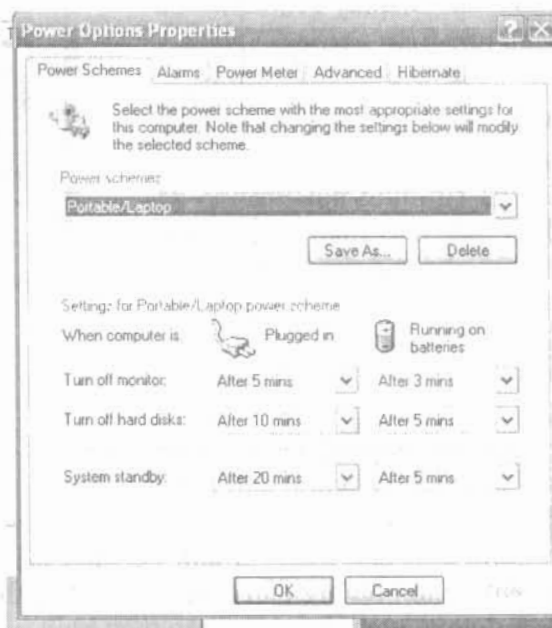 Power Options Properties
Power Schemes Alarms Power Meter Advanced Hibernate
Select the power scheme with the most appropriate settings for
this computer. Note that changing the settings below will modify
the selected scheme.
Power schemes
Portable/Laptop
Save As... Delete
Settings for Portable/Laptop power scheme
When computer is: Plugged in Running on
batteries
Turn off monitor: After 5 mins After 3 mins
Turn off hard disks: After 10 mins After 5 mins
System standby: After 20 mins After 5 mins
OK Cancel